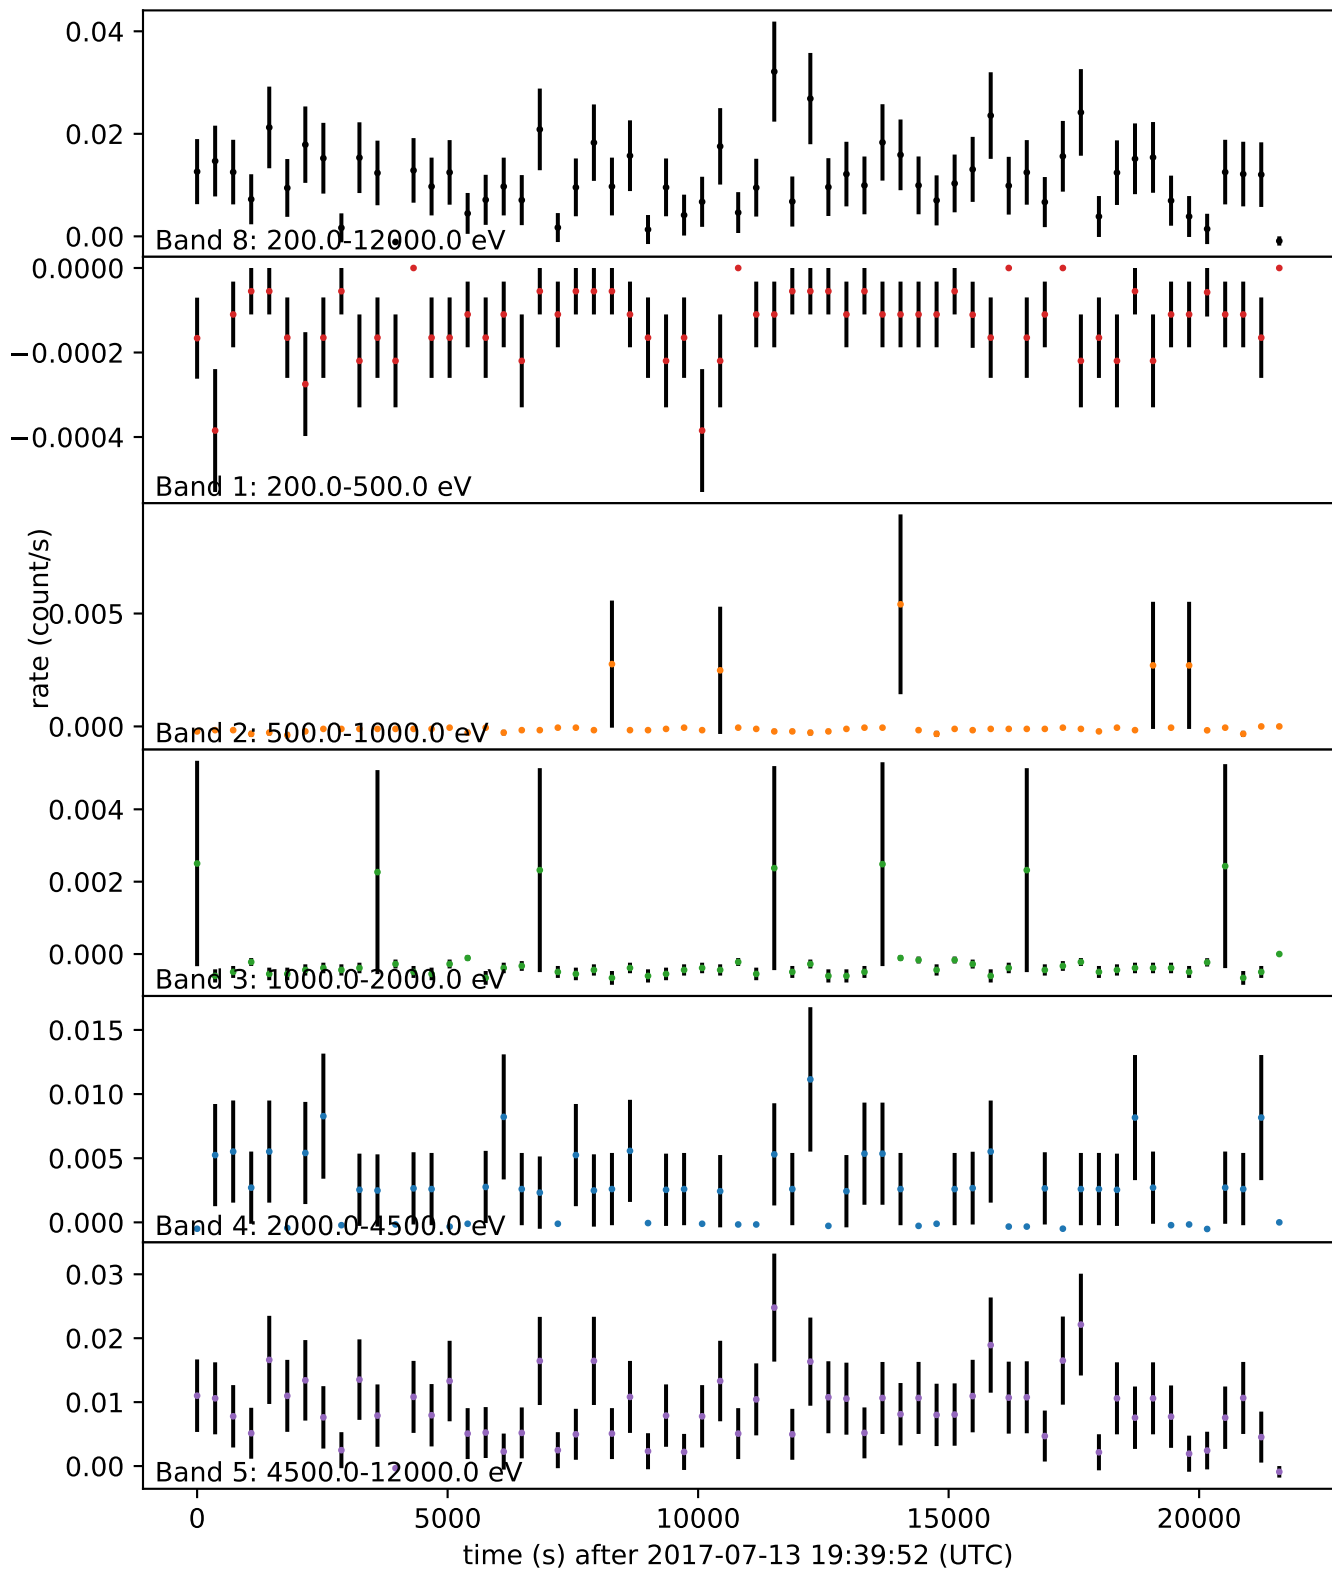 0.04
0.02
0.00
Band 8: 200.0-12000.0 eV
0.0000
−0.0002
−0.0004
Band 1: 200.0-500.0 eV
rate (count/s)
0.005
0.000
Band 2: 500.0-1000.0 eV
0.004
0.002
0.000
Band 3: 1000.0-2000.0 eV
0.015
0.010
0.005
0.000
Band 4: 2000.0-4500.0 eV
0.03
0.02
0.01
0.00
Band 5: 4500.0-12000.0 eV
0 5000 10000 15000 20000
time (s) after 2017-07-13 19:39:52 (UTC)